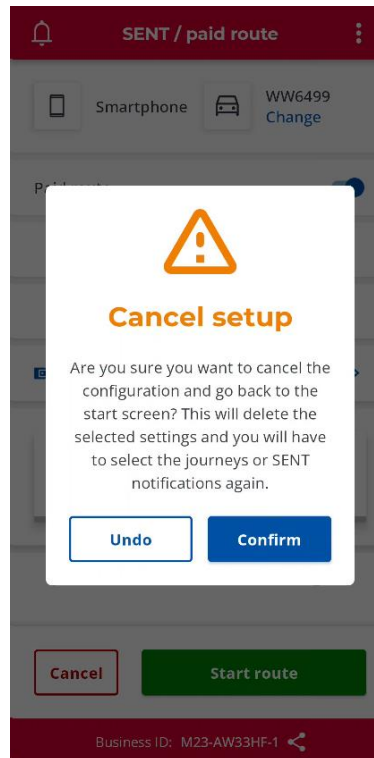 SENT / paid route
Smartphone
WW6499
Change
Cancel setup
Are you sure you want to cancel the
configuration and go back to the
start screen? This will delete the
selected settings and you will have
to select the journeys or SENT
notifications again.
Undo
Confirm
Cancel
Start route
Business ID: M23-AW33HF-1